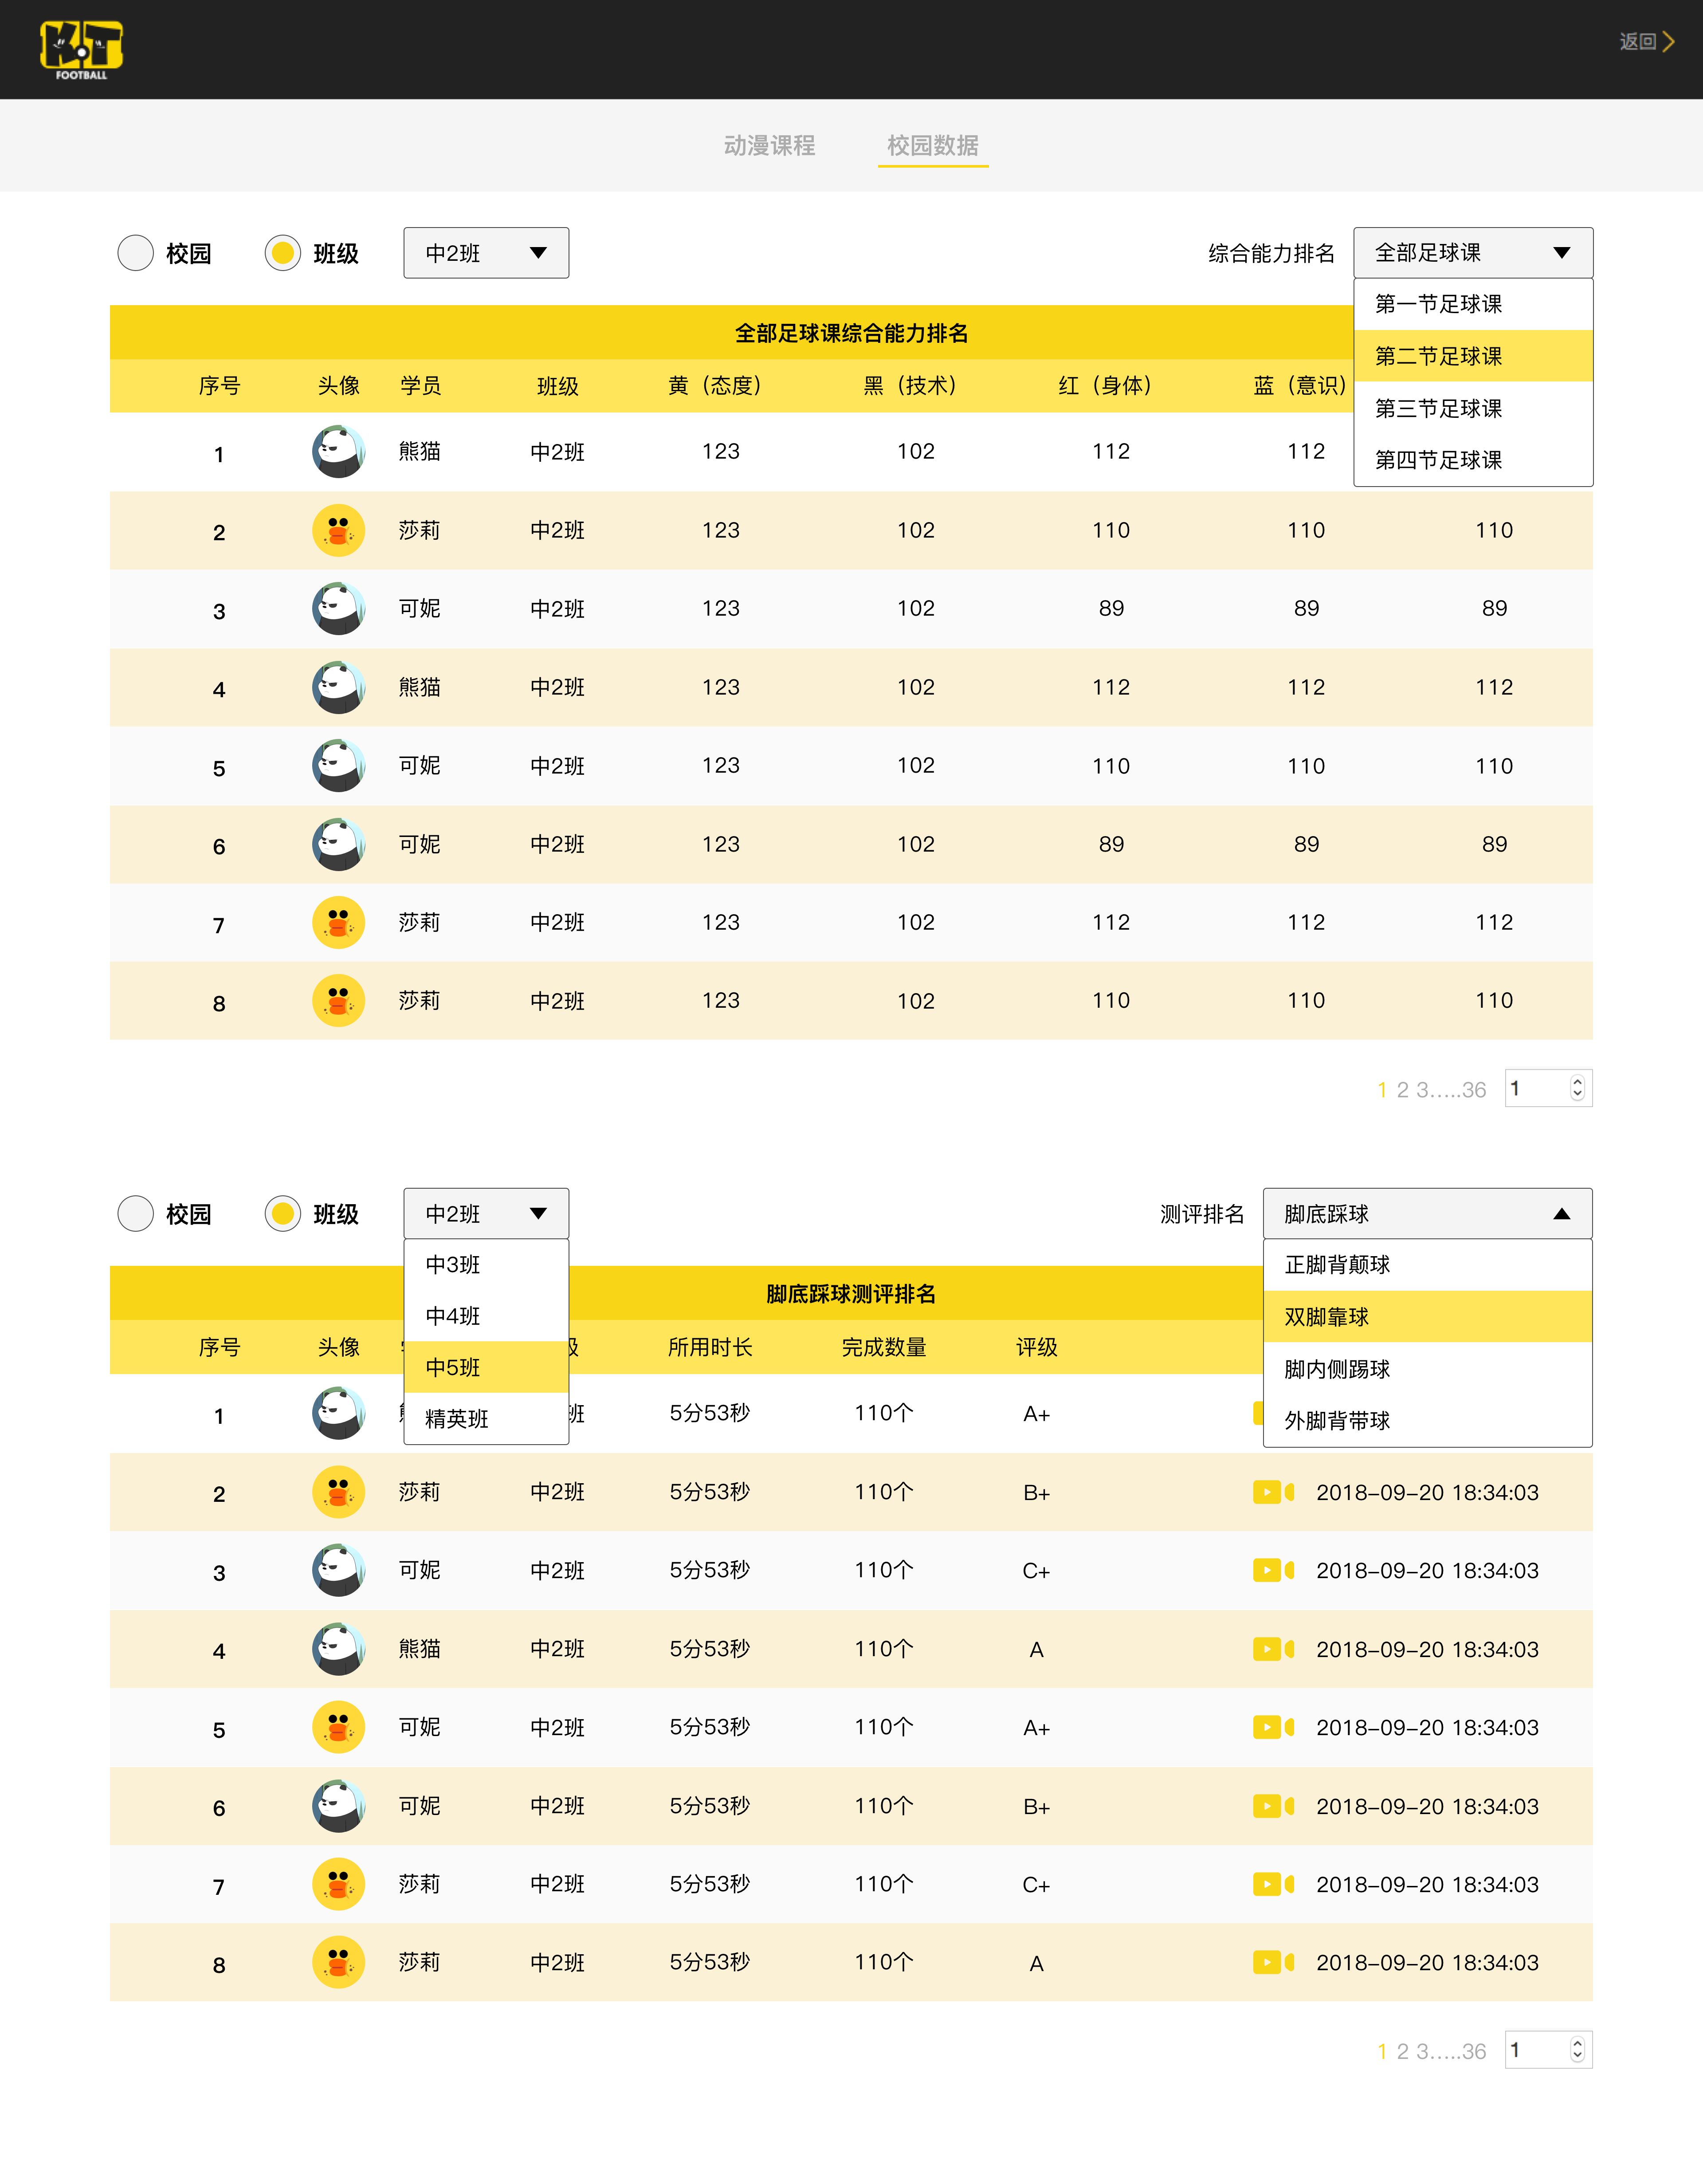 K.T
FOOTBALL
返回
动漫课程 校园数据
校园 班级 中2班 综合能力排名 全部足球课
第一节足球课
第二节足球课
第三节足球课
第四节足球课
全部足球课综合能力排名
序号 头像 学员 班级 黄（态度） 黑（技术） 红（身体） 蓝（意识）
1 熊猫 中2班 123 102 112 112
2 莎莉 中2班 123 102 110 110 110
3 可妮 中2班 123 102 89 89 89
4 熊猫 中2班 123 102 112 112 112
5 可妮 中2班 123 102 110 110 110
6 可妮 中2班 123 102 89 89 89
7 莎莉 中2班 123 102 112 112 112
8 莎莉 中2班 123 102 110 110 110
1 2 3.....36 1
校园 班级 中2班 测评排名 脚底踩球
中3班
中4班
中5班
精英班
正脚背颠球
双脚靠球
脚内侧踢球
外脚背带球
脚底踩球测评排名
序号 头像 所用时长 完成数量 评级
1 班 5分53秒 110个 A+
2 莎莉 中2班 5分53秒 110个 B+ 2018-09-20 18:34:03
3 可妮 中2班 5分53秒 110个 C+ 2018-09-20 18:34:03
4 熊猫 中2班 5分53秒 110个 A 2018-09-20 18:34:03
5 可妮 中2班 5分53秒 110个 A+ 2018-09-20 18:34:03
6 可妮 中2班 5分53秒 110个 B+ 2018-09-20 18:34:03
7 莎莉 中2班 5分53秒 110个 C+ 2018-09-20 18:34:03
8 莎莉 中2班 5分53秒 110个 A 2018-09-20 18:34:03
1 2 3.....36 1